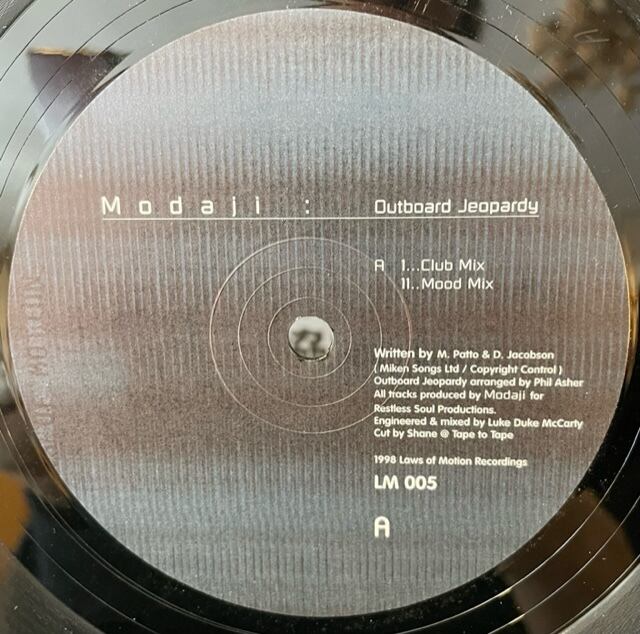 Modaji :
Outboard Jeopardy
A I...Club Mix
II..Mood Mix
Written by M. Patto & D. Jacobson
( Miken Songs Ltd / Copyright Control )
Outboard Jeopardy arranged by Phil Asher
All tracks produced by Modaji for
Restless Soul Productions.
Engineered & mixed by Luke Duke McCarty
Cut by Shane @ Tape to Tape
1998 Laws of Motion Recordings
LM 005
A